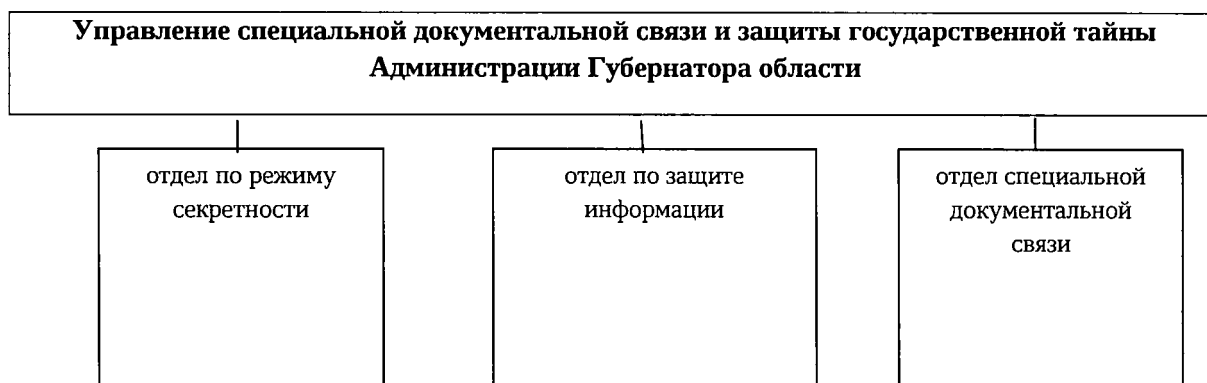 Управление специальной документальной связи и защиты государственной тайны
Администрации Губернатора области
отдел по режиму
секретности
отдел по защите
информации
отдел специальной
документальной
связи